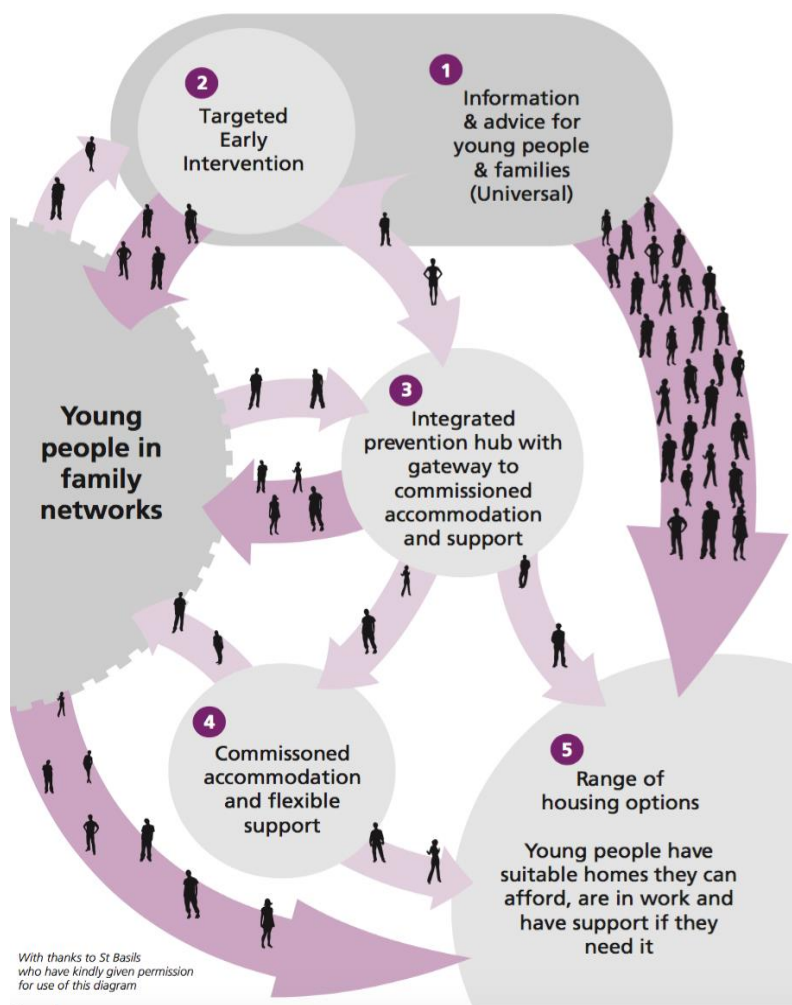 1
Information
& advice for
young people
& families
(Universal)
2
Targeted
Early
Intervention
Young
people in
family
networks
3
Integrated
prevention hub with
gateway to
commissioned
accommodation
and support
4
Commissoned
accommodation
and flexible
support
5
Range of
housing options
Young people have
suitable homes they can
afford, are in work and
have support if they
need it
With thanks to St Basils
who have kindly given permission
for use of this diagram